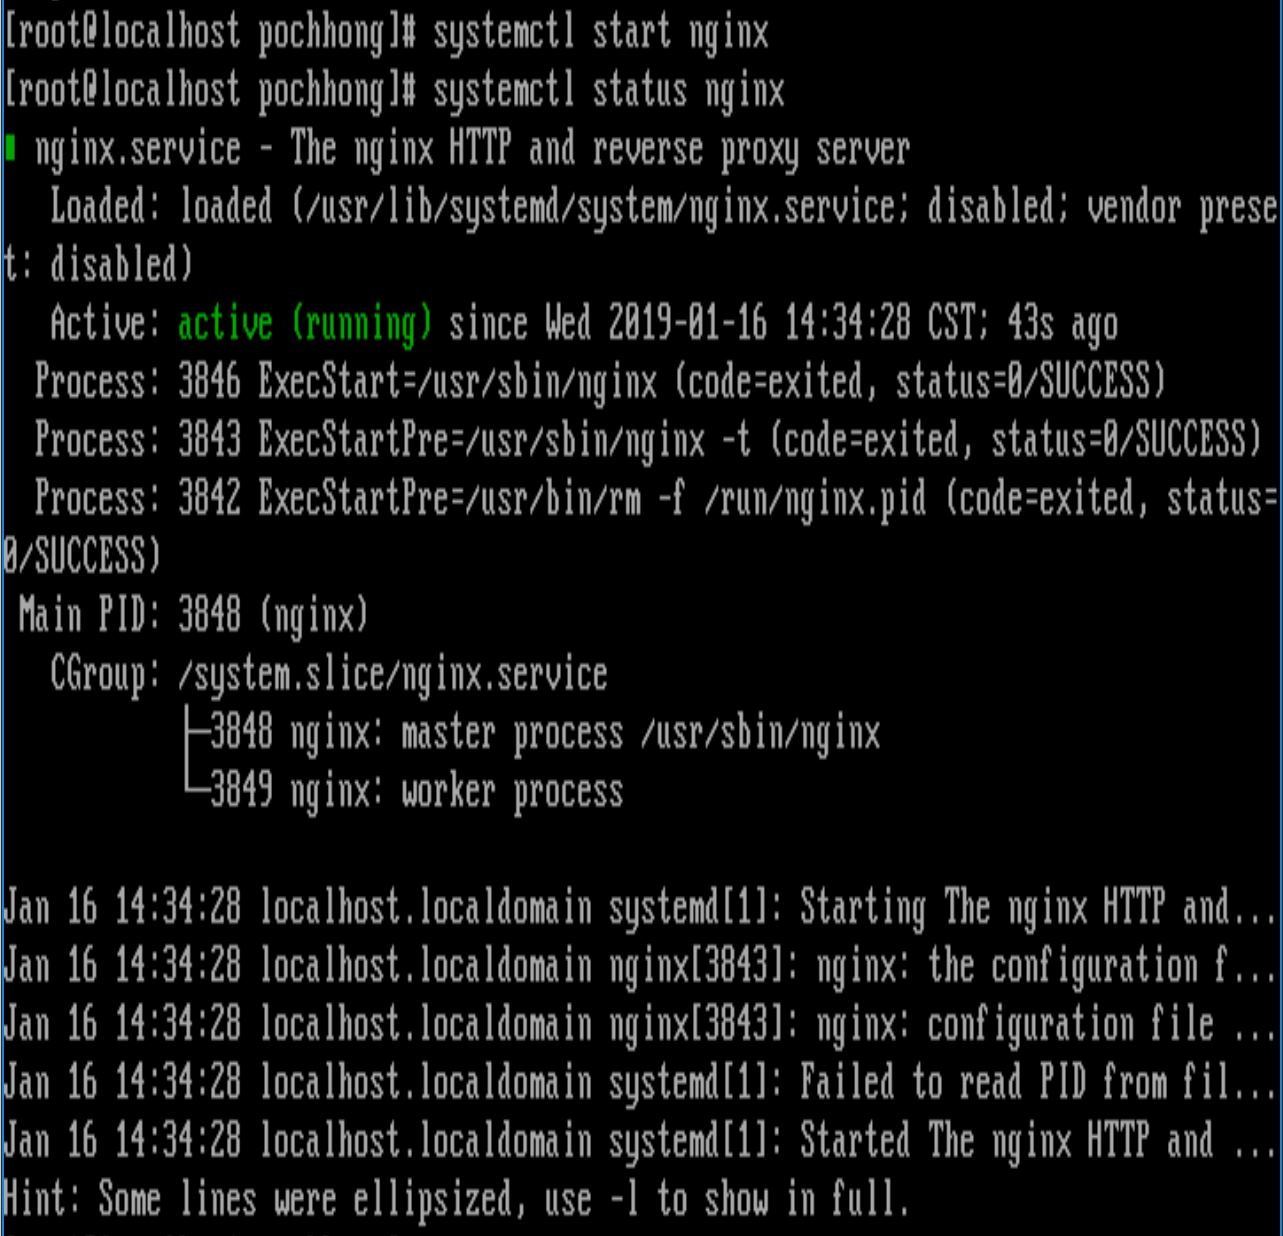 [root@localhost pochhong]# systemctl start nginx
[root@localhost pochhong]# systemctl status nginx
nginx.service - The nginx HTTP and reverse proxy server
Loaded: loaded (/usr/lib/systemd/system/nginx.service; disabled; vendor prese
t: disabled)
Active: active (running) since Wed 2019-01-16 14:34:28 CST; 43s ago
Process: 3846 ExecStart=/usr/sbin/nginx (code=exited, status=0/SUCCESS)
Process: 3843 ExecStartPre=/usr/sbin/nginx -t (code=exited, status=0/SUCCESS)
Process: 3842 ExecStartPre=/usr/bin/rm -f /run/nginx.pid (code=exited, status=
0/SUCCESS)
Main PID: 3848 (nginx)
CGroup: /system.slice/nginx.service
├─3848 nginx: master process /usr/sbin/nginx
└─3849 nginx: worker process
Jan 16 14:34:28 localhost.localdomain systemd[1]: Starting The nginx HTTP and...
Jan 16 14:34:28 localhost.localdomain nginx[3843]: nginx: the configuration f...
Jan 16 14:34:28 localhost.localdomain nginx[3843]: nginx: configuration file ...
Jan 16 14:34:28 localhost.localdomain systemd[1]: Failed to read PID from fil...
Jan 16 14:34:28 localhost.localdomain systemd[1]: Started The nginx HTTP and ...
Hint: Some lines were ellipsized, use -l to show in full.